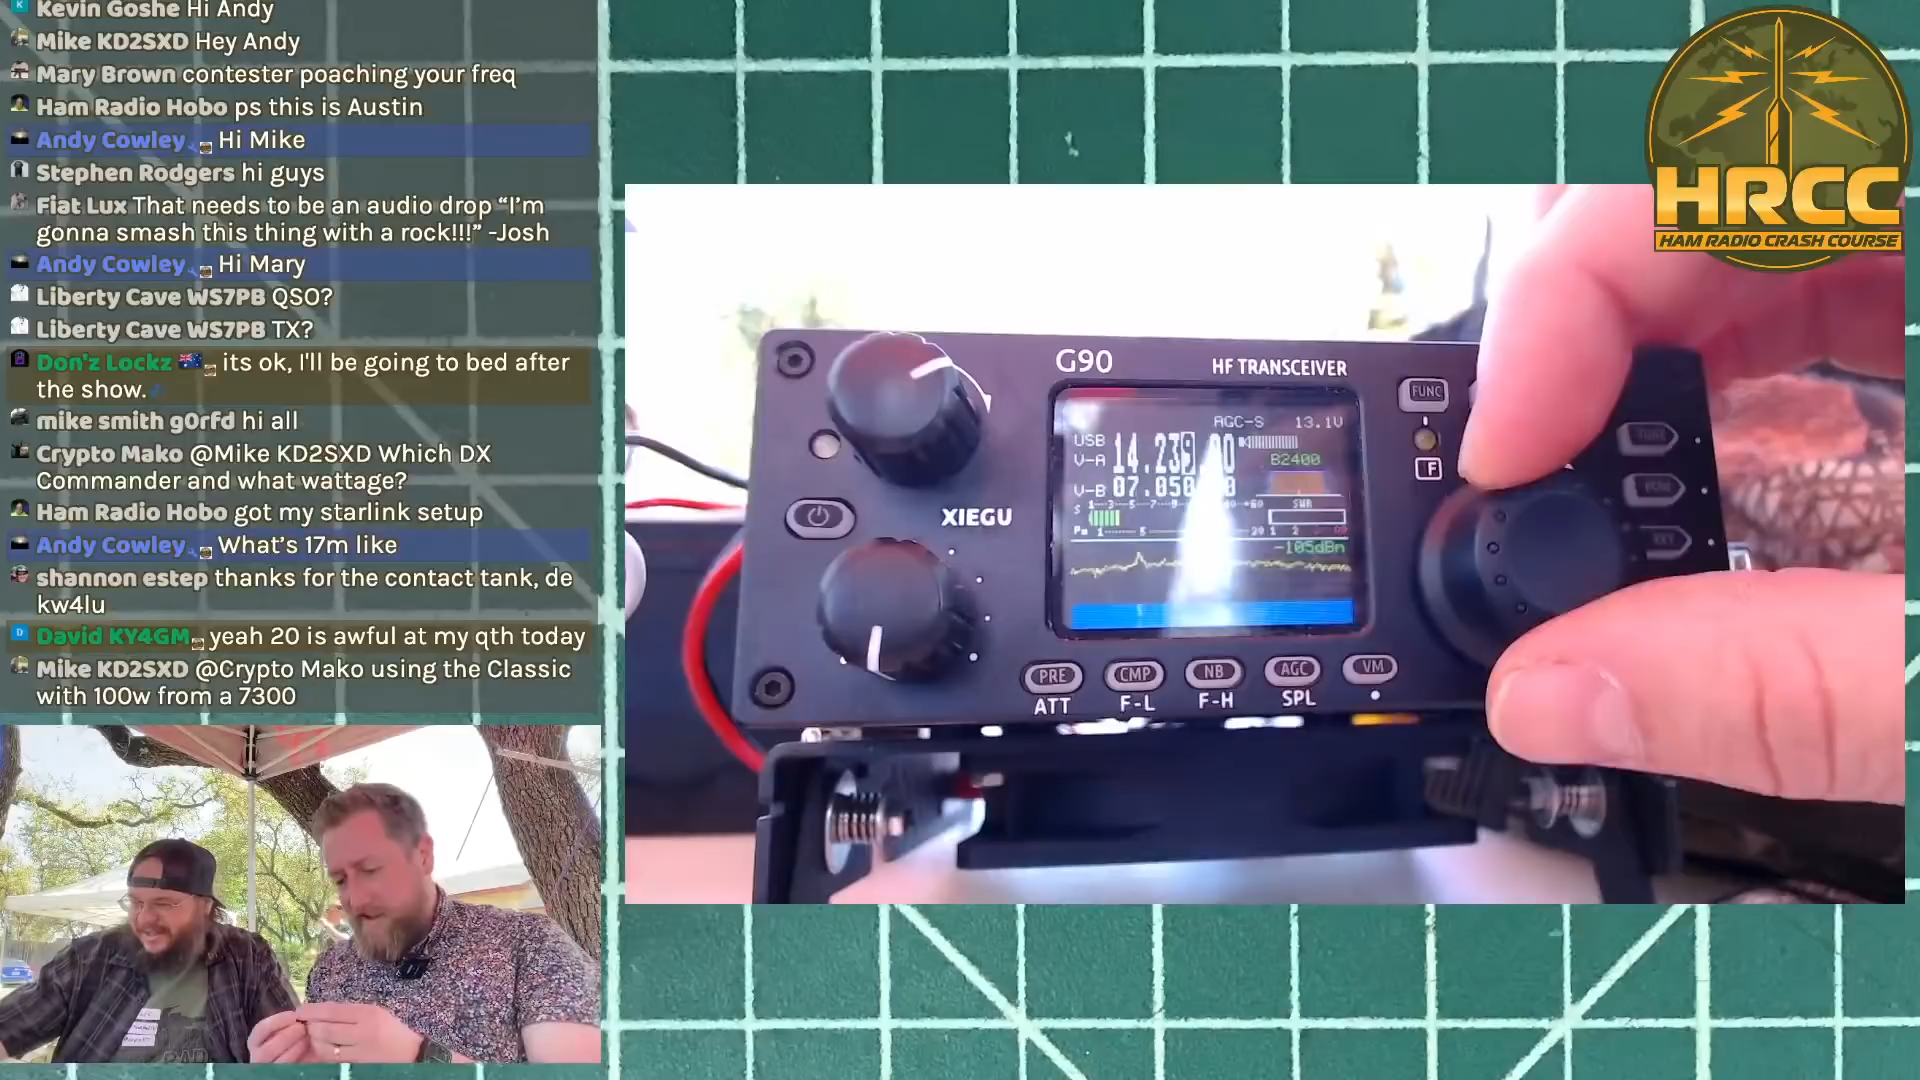 Kevin Goshe Hi Andy
Mike KD2SXD Hey Andy
Mary Brown contester poaching your freq
Ham Radio Hobo ps this is Austin
Andy Cowley Hi Mike
Stephen Rodgers hi guys
Fiat Lux That needs to be an audio drop “I’m
gonna smash this thing with a rock!!!” -Josh
Andy Cowley Hi Mary
Liberty Cave WS7PB QSO?
Liberty Cave WS7PB TX?
Don'z Lockz its ok, I'll be going to bed after
the show.
mike smith g0rfd hi all
Crypto Mako @Mike KD2SXD Which DX
Commander and what wattage?
Ham Radio Hobo got my starlink setup
Andy Cowley What’s 17m like
shannon estep thanks for the contact tank, de
kw4lu
David KY4GM yeah 20 is awful at my qth today
Mike KD2SXD @Crypto Mako using the Classic
with 100w from a 7300
HRCC
HAM RADIO CRASH COURSE
G90
HF TRANSCEIVER
FUNC
F
AGC-S 13.1V
USB
V-A 14.239.00
B2400
V-B 07.050
SWR
-105dBm
XIEGU
PRE CMP NB AGC VM
ATT F-L F-H SPL